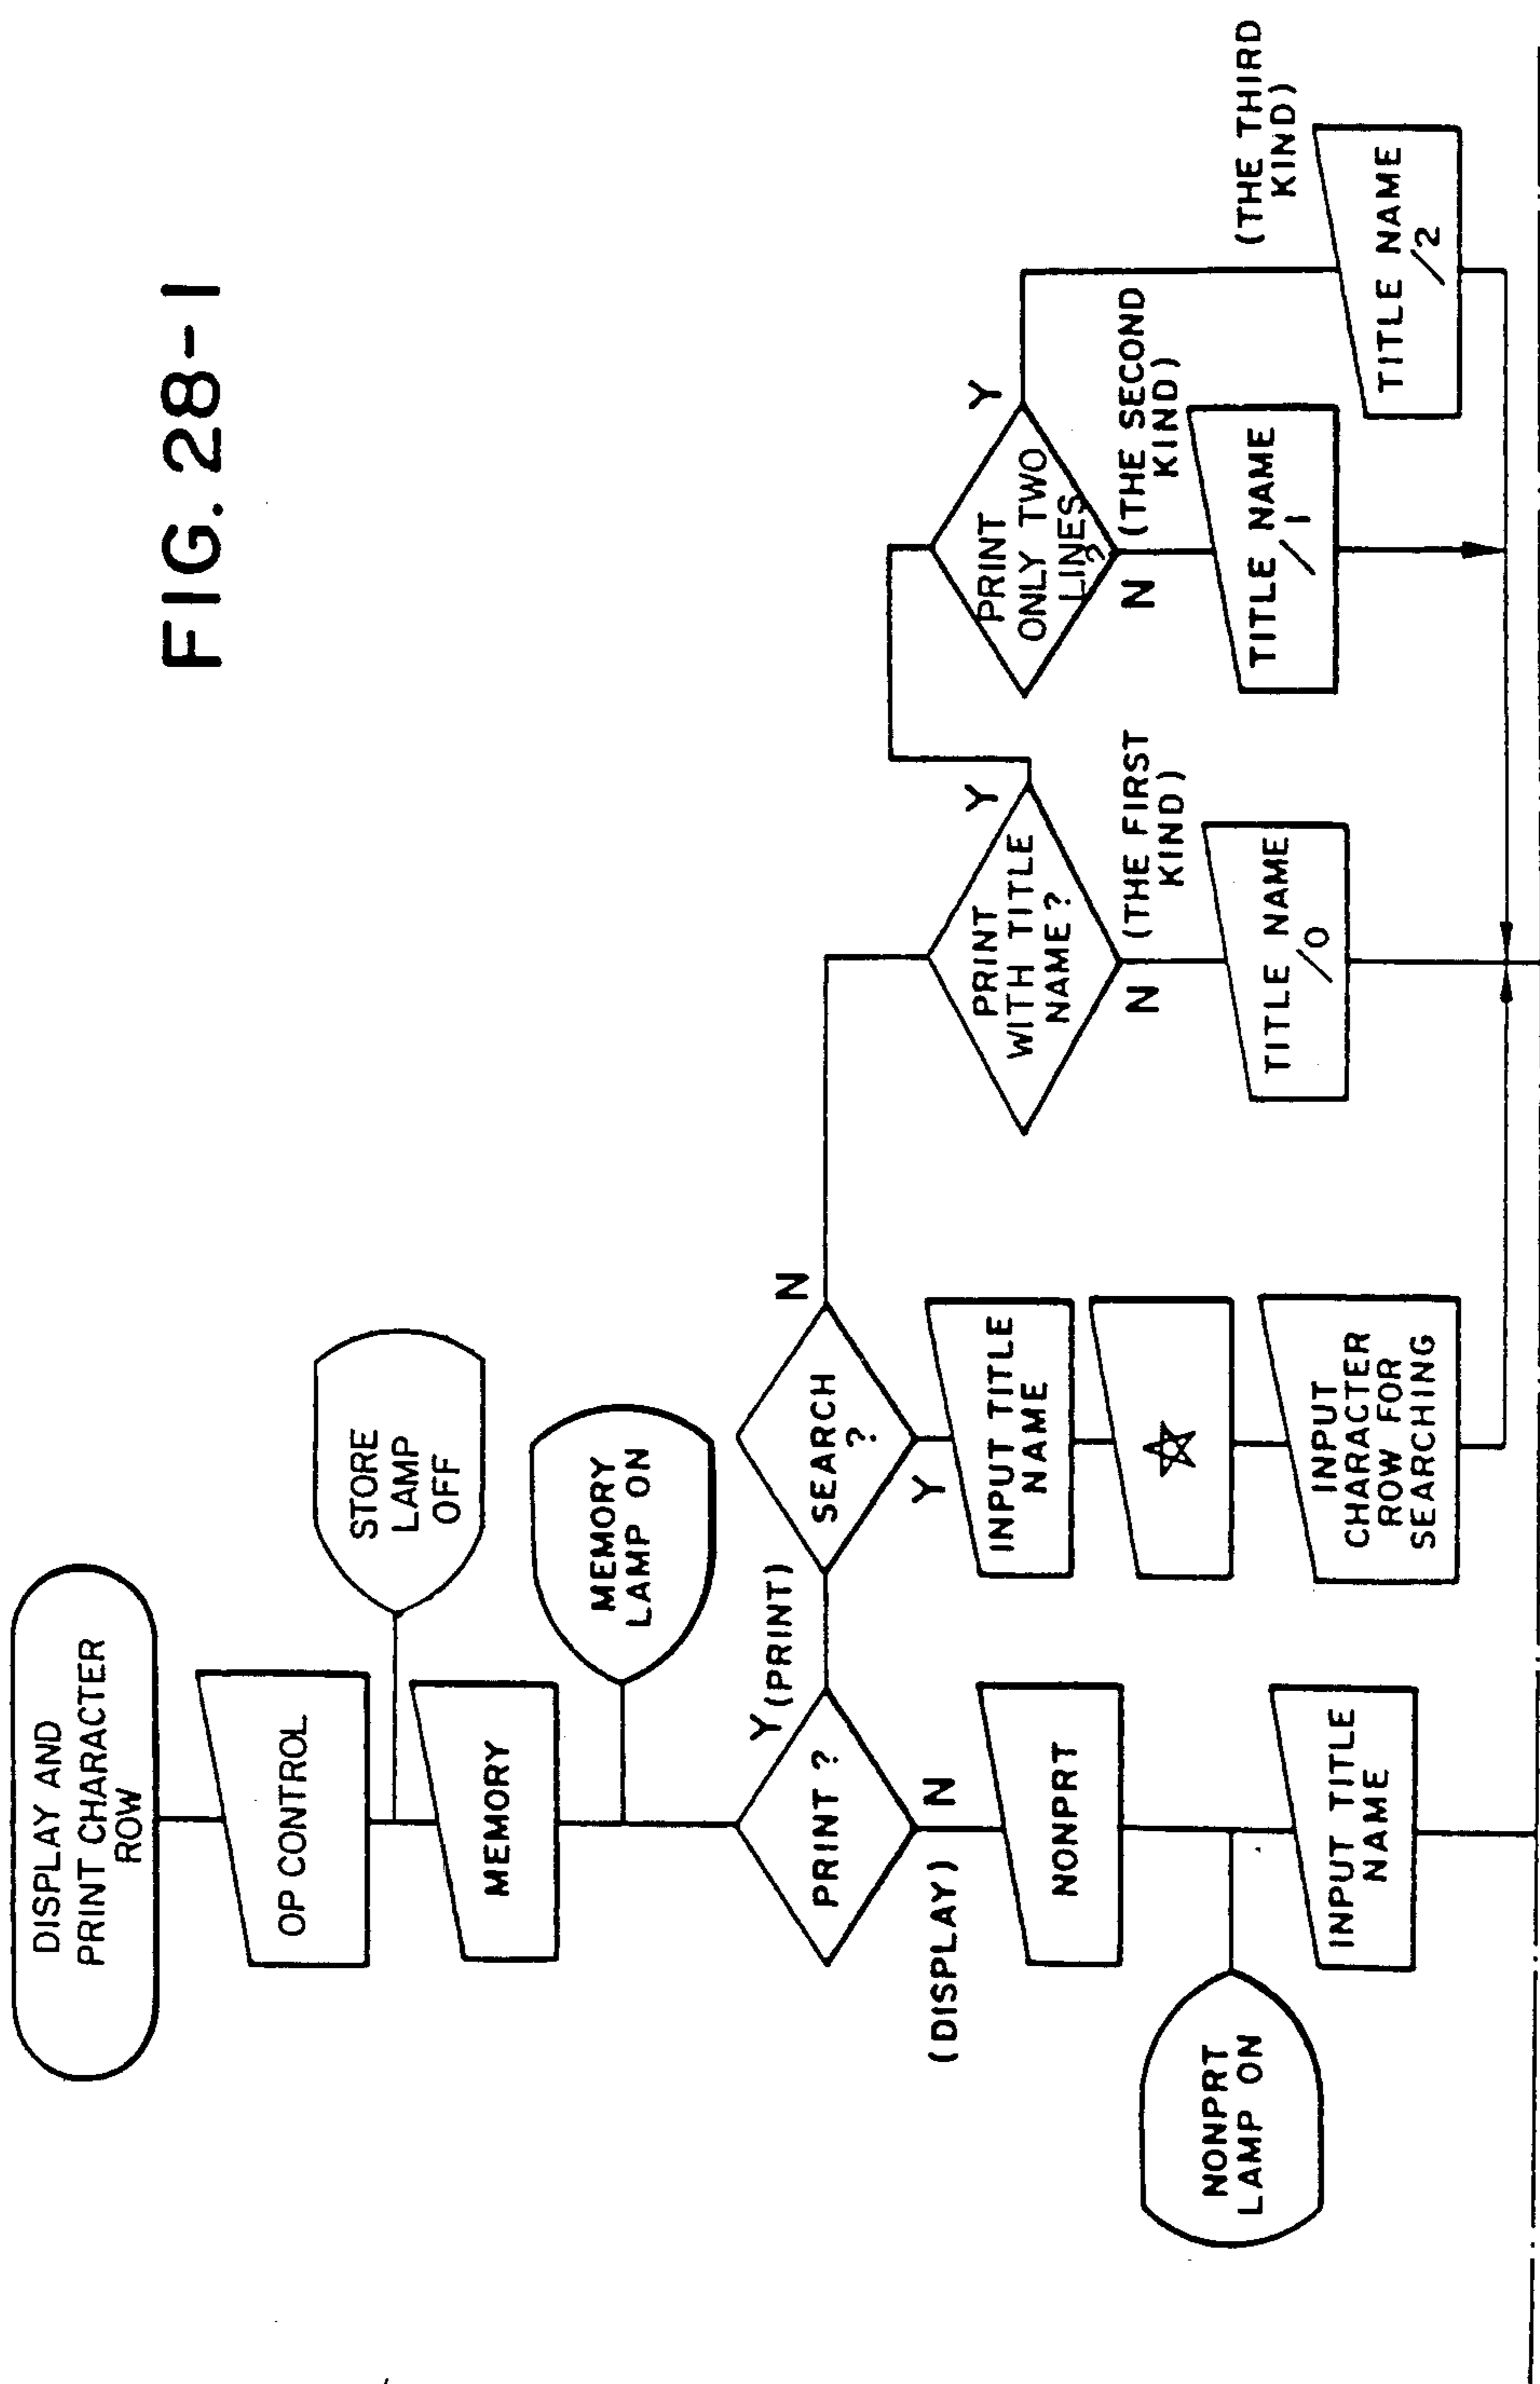 FIG. 28-1
DISPLAY AND
PRINT CHARACTER
ROW
OP CONTROL
STORE
LAMP
OFF
MEMORY
MEMORY
LAMP ON
PRINT ?
Y (PRINT)
N
(DISPLAY)
NONPRT
NONPRT
LAMP ON
INPUT TITLE
NAME
SEARCH
?
N
Y
INPUT TITLE
NAME
☆
INPUT
CHARACTER
ROW FOR
SEARCHING
PRINT
WITH TITLE
NAME?
Y
N
(THE FIRST
KIND)
TITLE NAME
/0
PRINT
ONLY TWO
LINES
?
Y
N
(THE SECOND
KIND)
TITLE NAME
/1
(THE THIRD
KIND)
TITLE NAME
/2